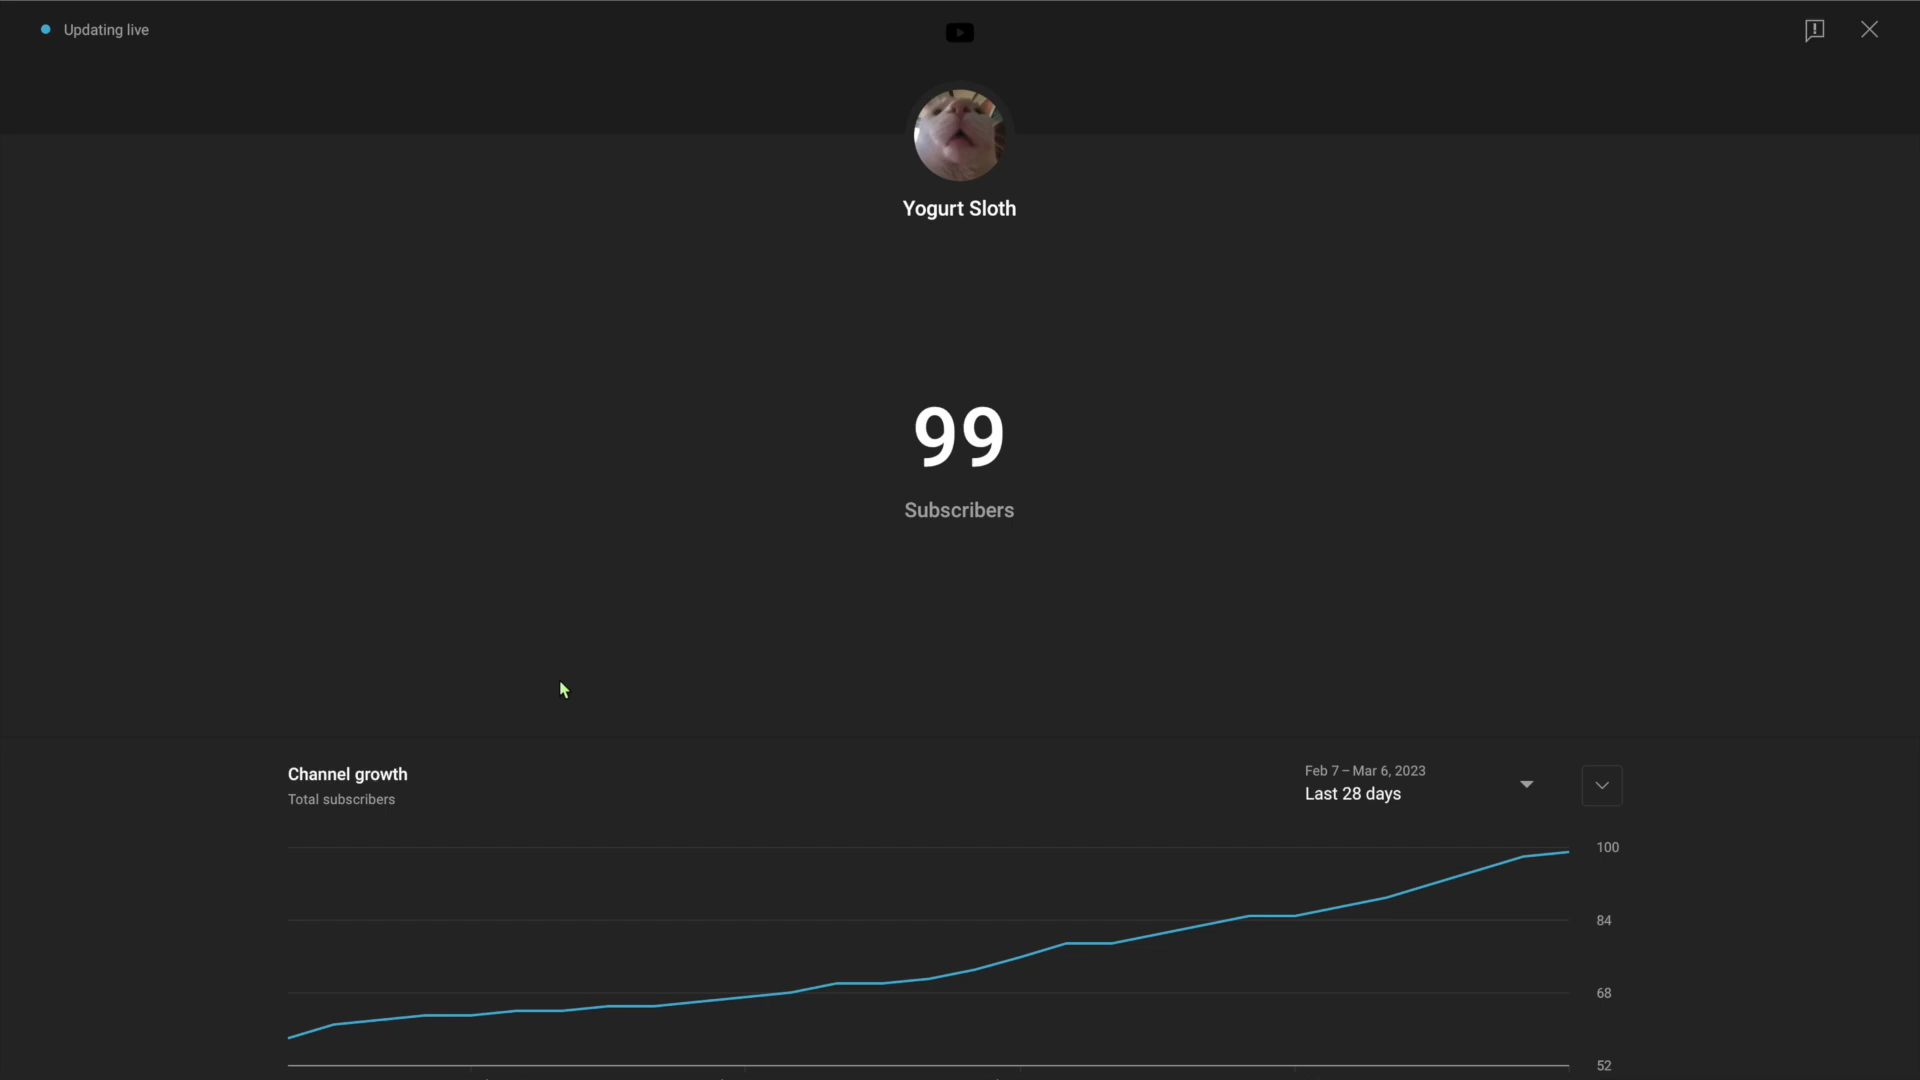 Updating live
Yogurt Sloth
99
Subscribers
Channel growth
Total subscribers
Feb 7 – Mar 6, 2023
Last 28 days
100
84
68
52